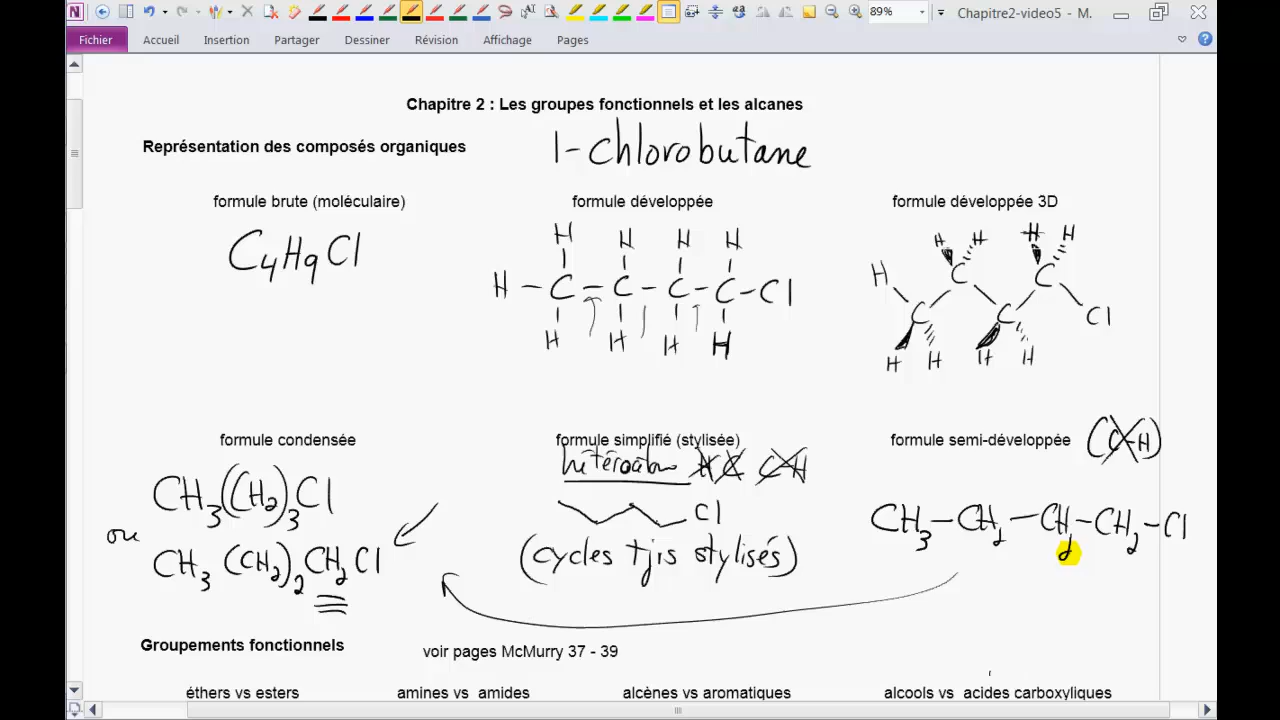 89%
Chapitre2-video5 - M.
Fichier Accueil Insertion Partager Dessiner Révision Affichage Pages
Chapitre 2 : Les groupes fonctionnels et les alcanes
Représentation des composés organiques
1-chlorobutane
formule brute (moléculaire)
formule développée
formule développée 3D
C4H9Cl
H H H H
H - C - C - C - C - Cl
H H H H
H H H H
H C C
C C Cl
H H H H
formule condensée
formule simplifié (stylisée)
formule semi-développée
(C-H)
hétéroatome H C C-H
CH3(CH2)3Cl
Cl
CH3-CH2-CH2-CH2-Cl
ou
CH3(CH2)2CH2Cl
(cycles tjrs stylisés)
Groupements fonctionnels
voir pages McMurry 37 - 39
éthers vs esters
amines vs amides
alcènes vs aromatiques
alcools vs acides carboxyliques